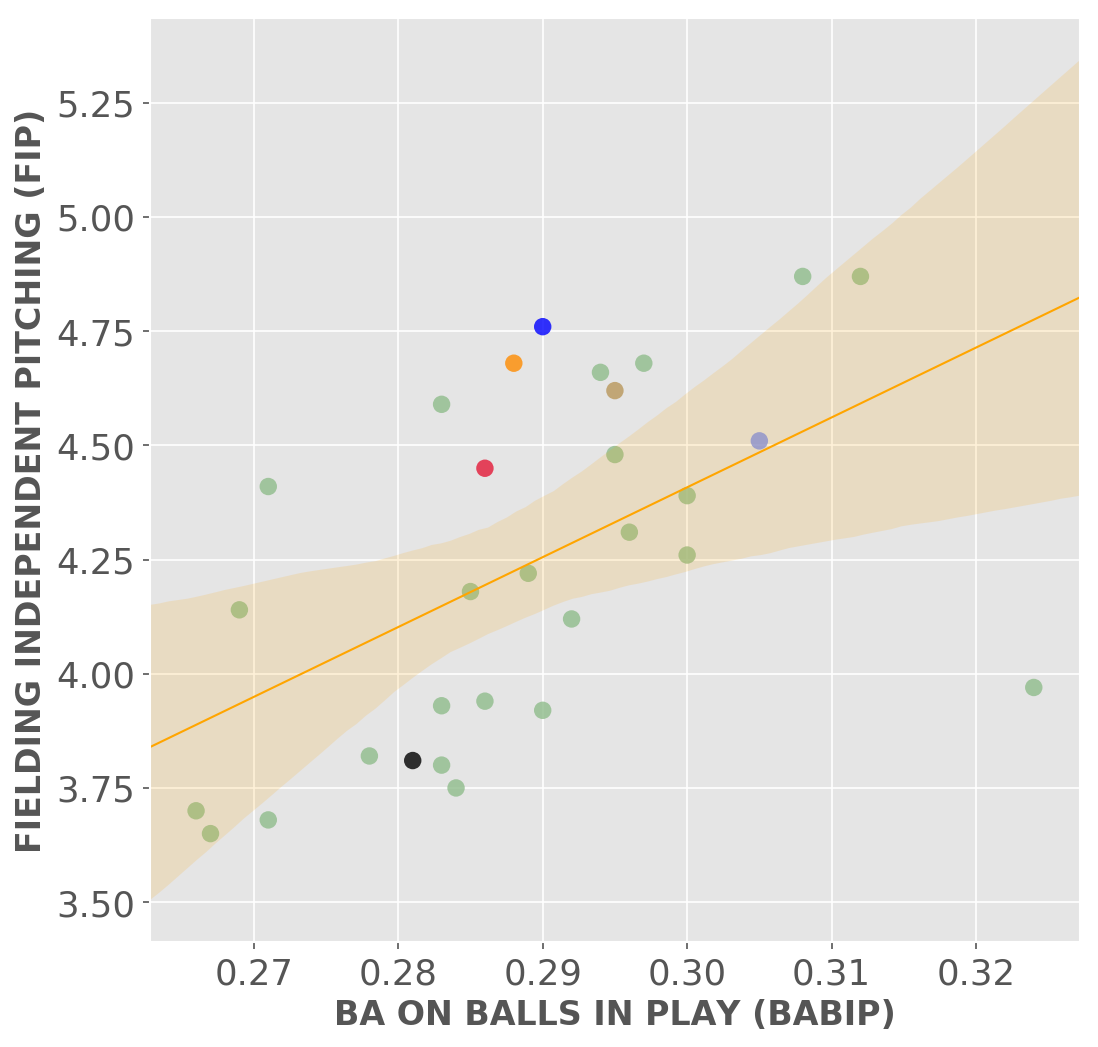 FIELDING INDEPENDENT PITCHING (FIP)
5.25
5.00
4.75
4.50
4.25
4.00
3.75
3.50
0.27 0.28 0.29 0.30 0.31 0.32
BA ON BALLS IN PLAY (BABIP)